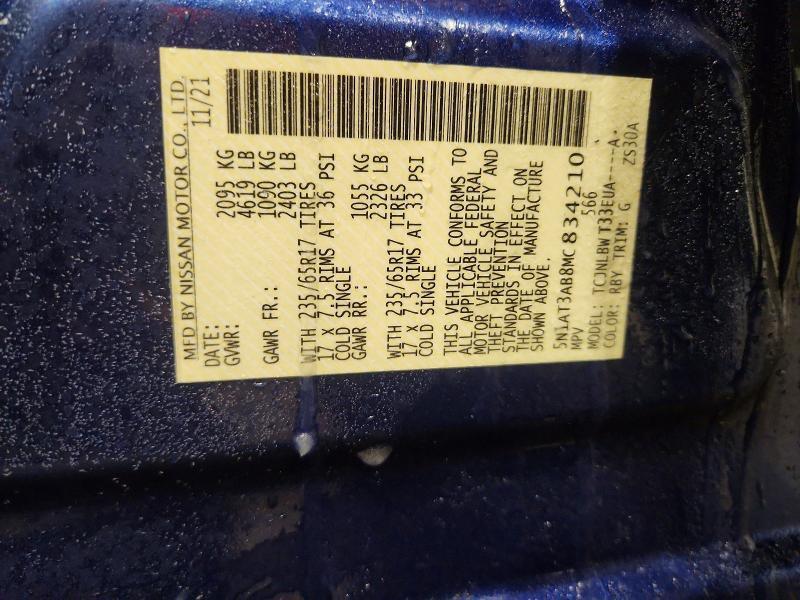 MFD BY NISSAN MOTOR CO., LTD.
DATE: 11/21
GVWR: 2095 KG
4619 LB
GAWR FR.: 1090 KG
2403 LB
WITH 235/65R17 TIRES
17 X 7.5 RIMS AT 36 PSI
COLD SINGLE
GAWR RR.: 1055 KG
2326 LB
WITH 235/65R17 TIRES
17 X 7.5 RIMS AT 33 PSI
COLD SINGLE
THIS VEHICLE CONFORMS TO
ALL APPLICABLE FEDERAL
MOTOR VEHICLE SAFETY AND
THEFT PREVENTION
STANDARDS IN EFFECT ON
THE DATE OF MANUFACTURE
SHOWN ABOVE.
5N1AT3AB8MC834210
MPV 566
MODEL: TCJNLBWT33EUA----A-
COLOR: RBY TRIM: G ZS30A